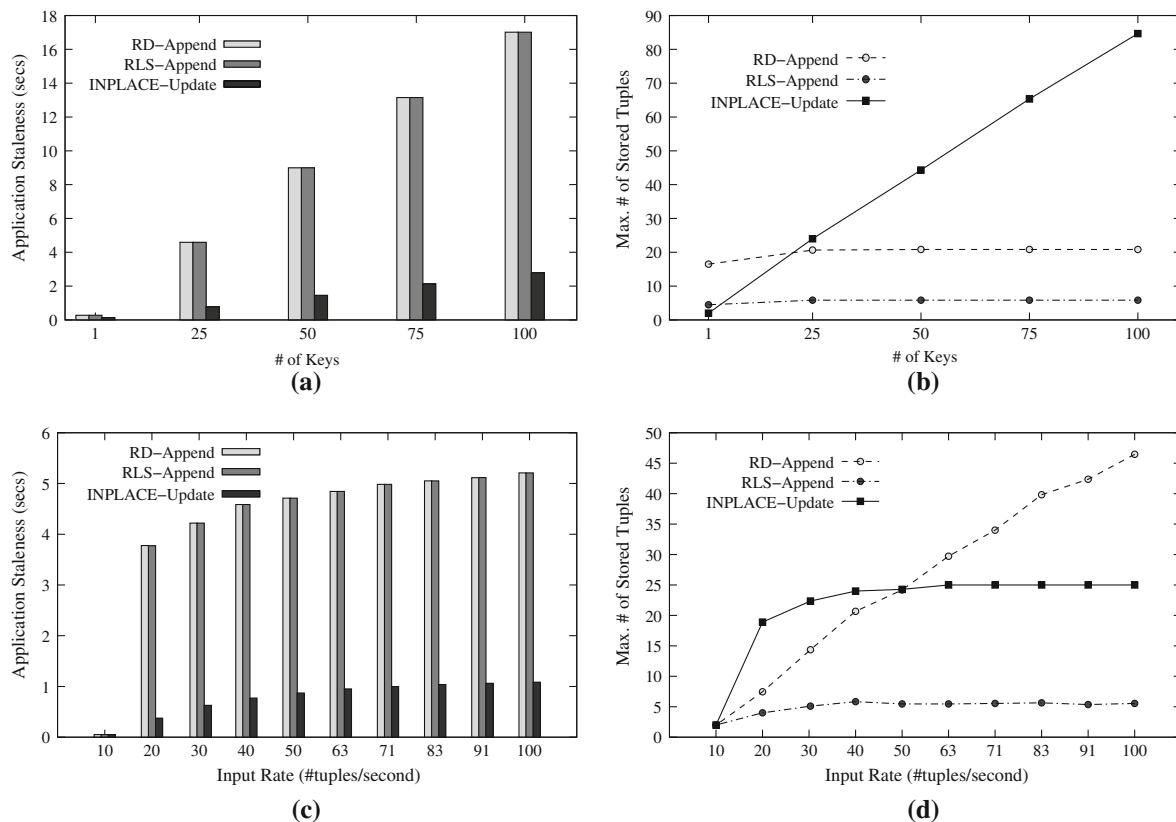 18
16
14
12
10
8
6
4
2
0
Application Staleness (secs)
RD-Append
RLS-Append
INPLACE-Update
1 25 50 75 100
# of Keys
(a)
90
80
70
60
50
40
30
20
10
0
Max. # of Stored Tuples
RD-Append
RLS-Append
INPLACE-Update
1 25 50 75 100
# of Keys
(b)
6
5
4
3
2
1
0
Application Staleness (secs)
RD-Append
RLS-Append
INPLACE-Update
10 20 30 40 50 63 71 83 91 100
Input Rate (#tuples/second)
(c)
50
45
40
35
30
25
20
15
10
5
0
Max. # of Stored Tuples
RD-Append
RLS-Append
INPLACE-Update
10 20 30 40 50 63 71 83 91 100
Input Rate (#tuples/second)
(d)